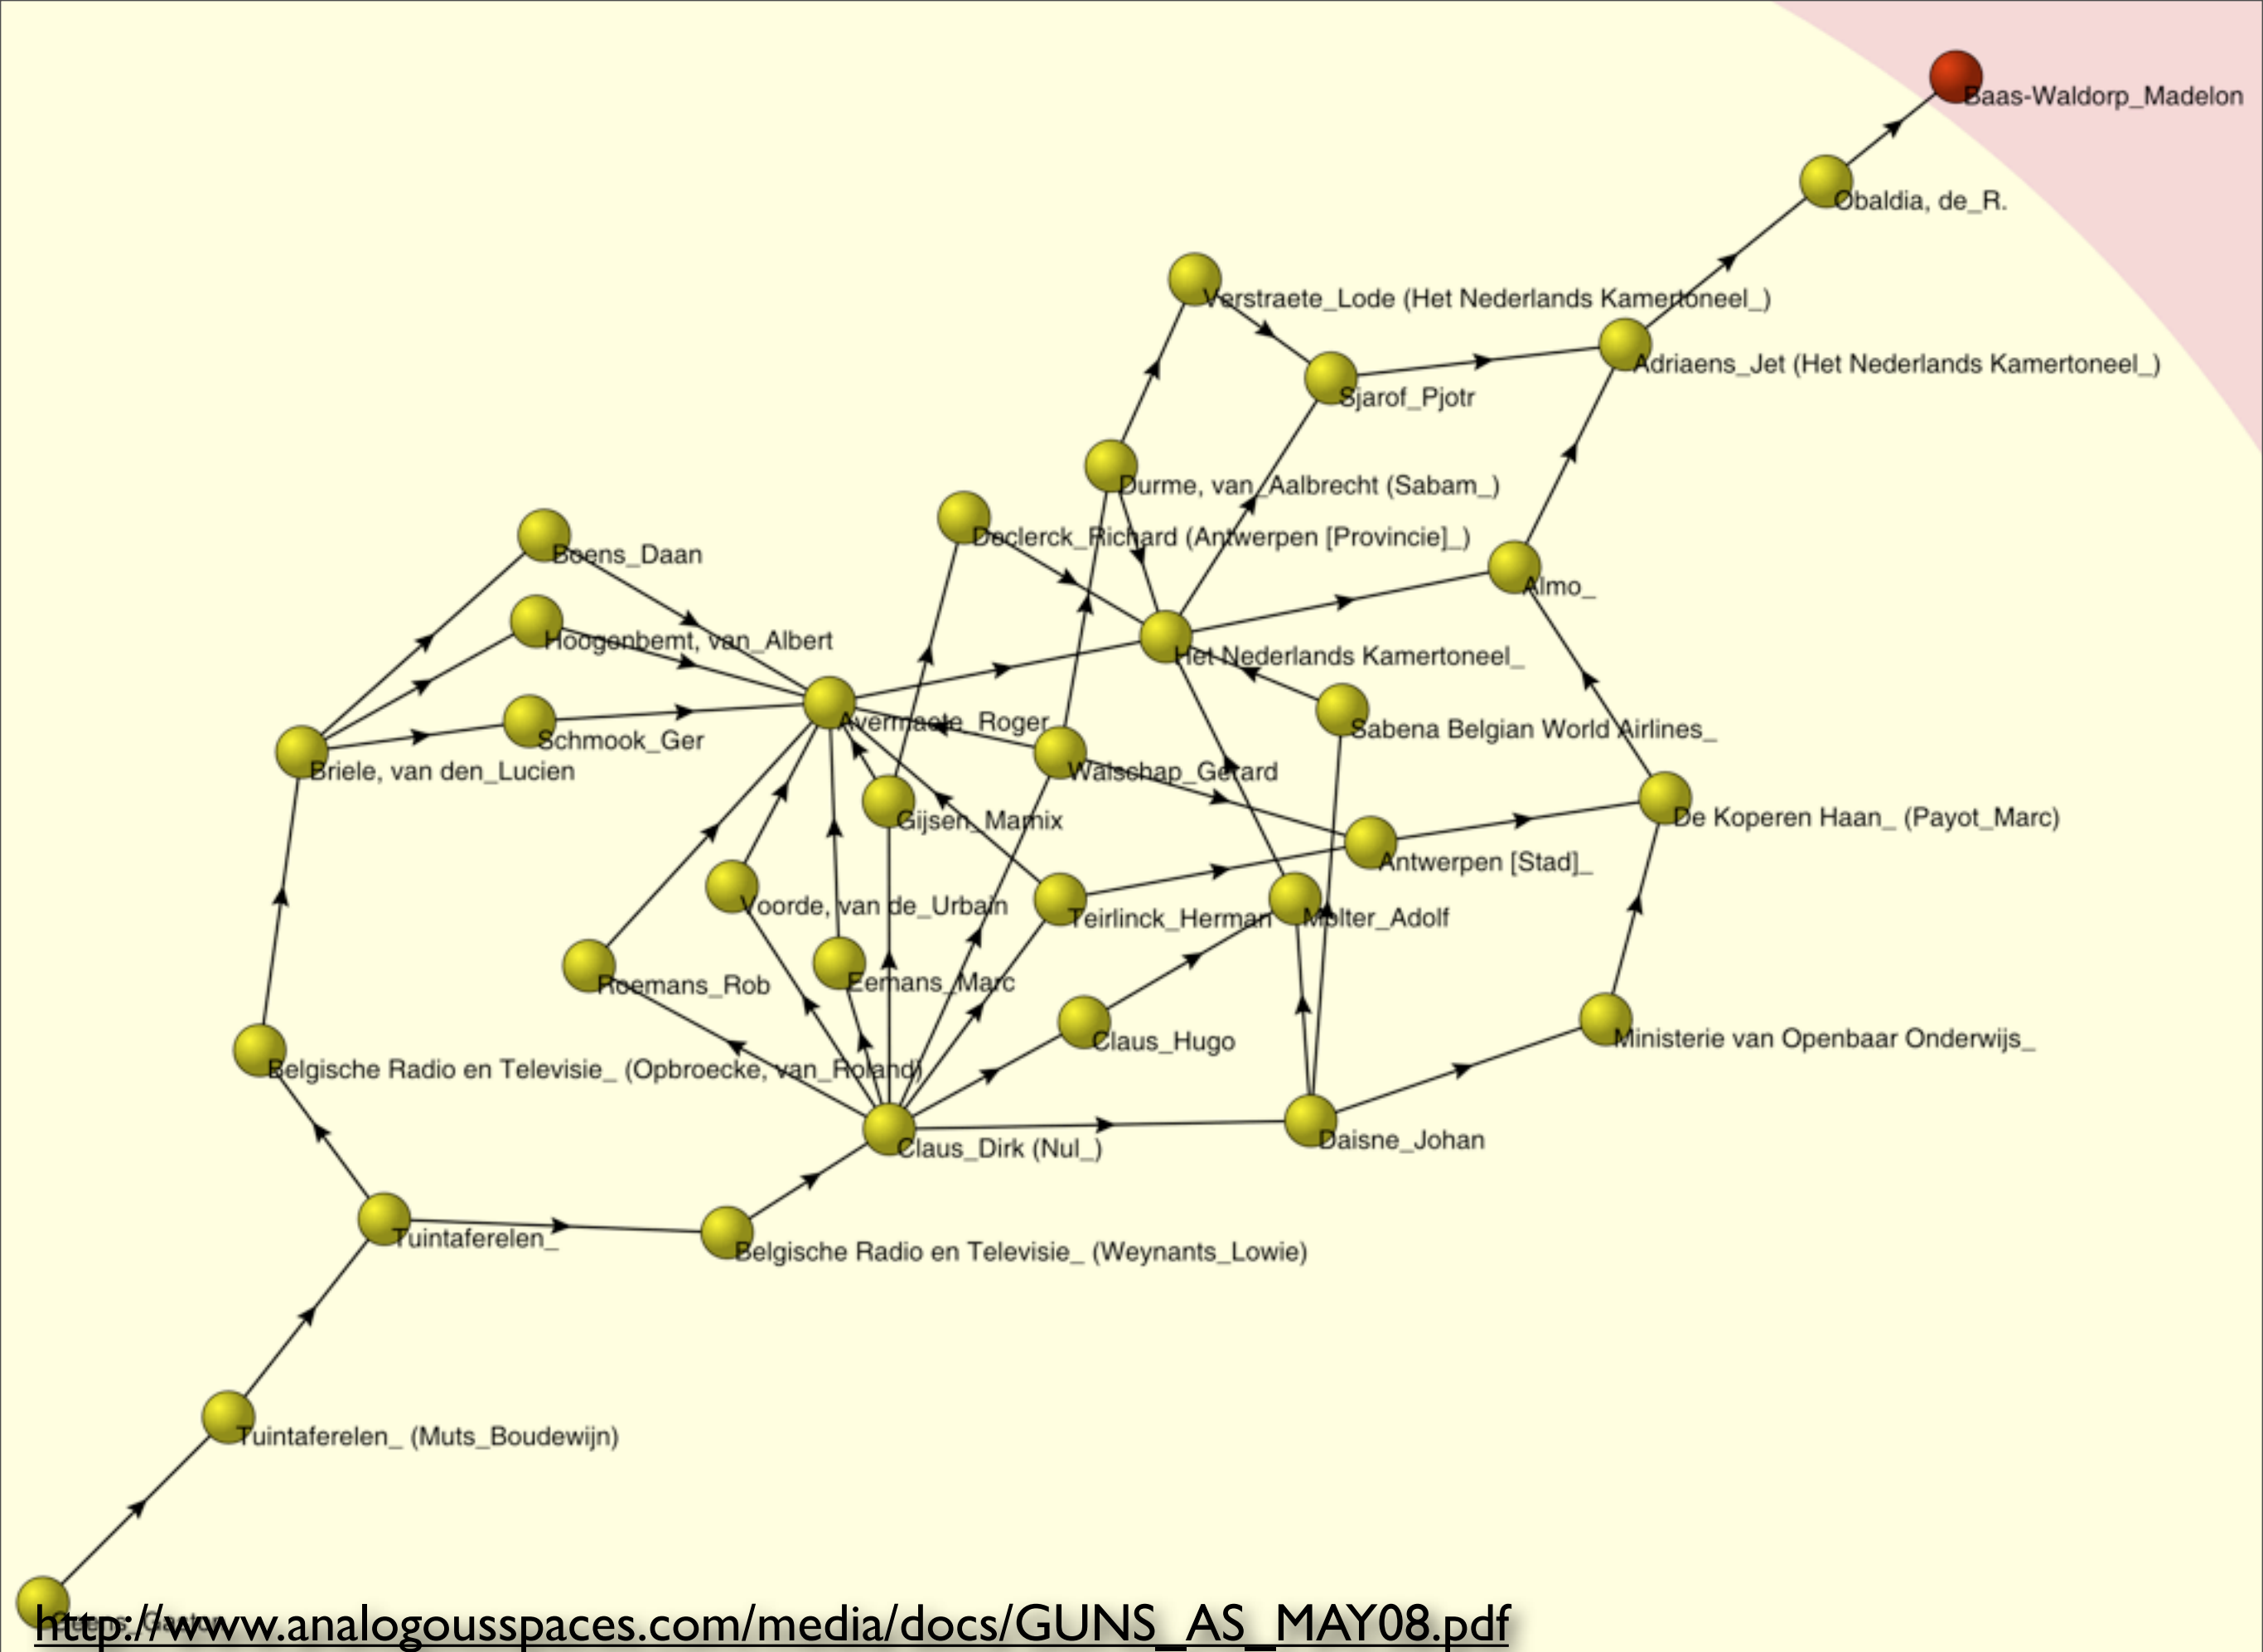 Baas-Waldorp_Madelon
Obaldia, de_R.
Verstraete_Lode (Het Nederlands Kamertoneel_)
Adriaens_Jet (Het Nederlands Kamertoneel_)
Sjarof_Pjotr
Durme, van_Aalbrecht (Sabam_)
Declerck_Richard (Antwerpen [Provincie]_)
Boens_Daan
Almo_
Hoogenbemt, van_Albert
Het Nederlands Kamertoneel_
Avermaete_Roger
Sabena Belgian World Airlines_
Schmook_Ger
Briele, van den_Lucien
Walschap_Gerard
Gijsen_Marnix
De Koperen Haan_ (Payot_Marc)
Antwerpen [Stad]_
Voorde, van de_Urbain
Teirlinck_Herman
Molter_Adolf
Roemans_Rob
Eemans_Marc
Claus_Hugo
Ministerie van Openbaar Onderwijs_
Belgische Radio en Televisie_ (Opbroecke, van_Roland)
Claus_Dirk (Nul_)
Daisne_Johan
Tuintaferelen_
Belgische Radio en Televisie_ (Weynants_Lowie)
Tuintaferelen_ (Muts_Boudewijn)
http://www.analogousspaces.com/media/docs/GUNS_AS_MAY08.pdf